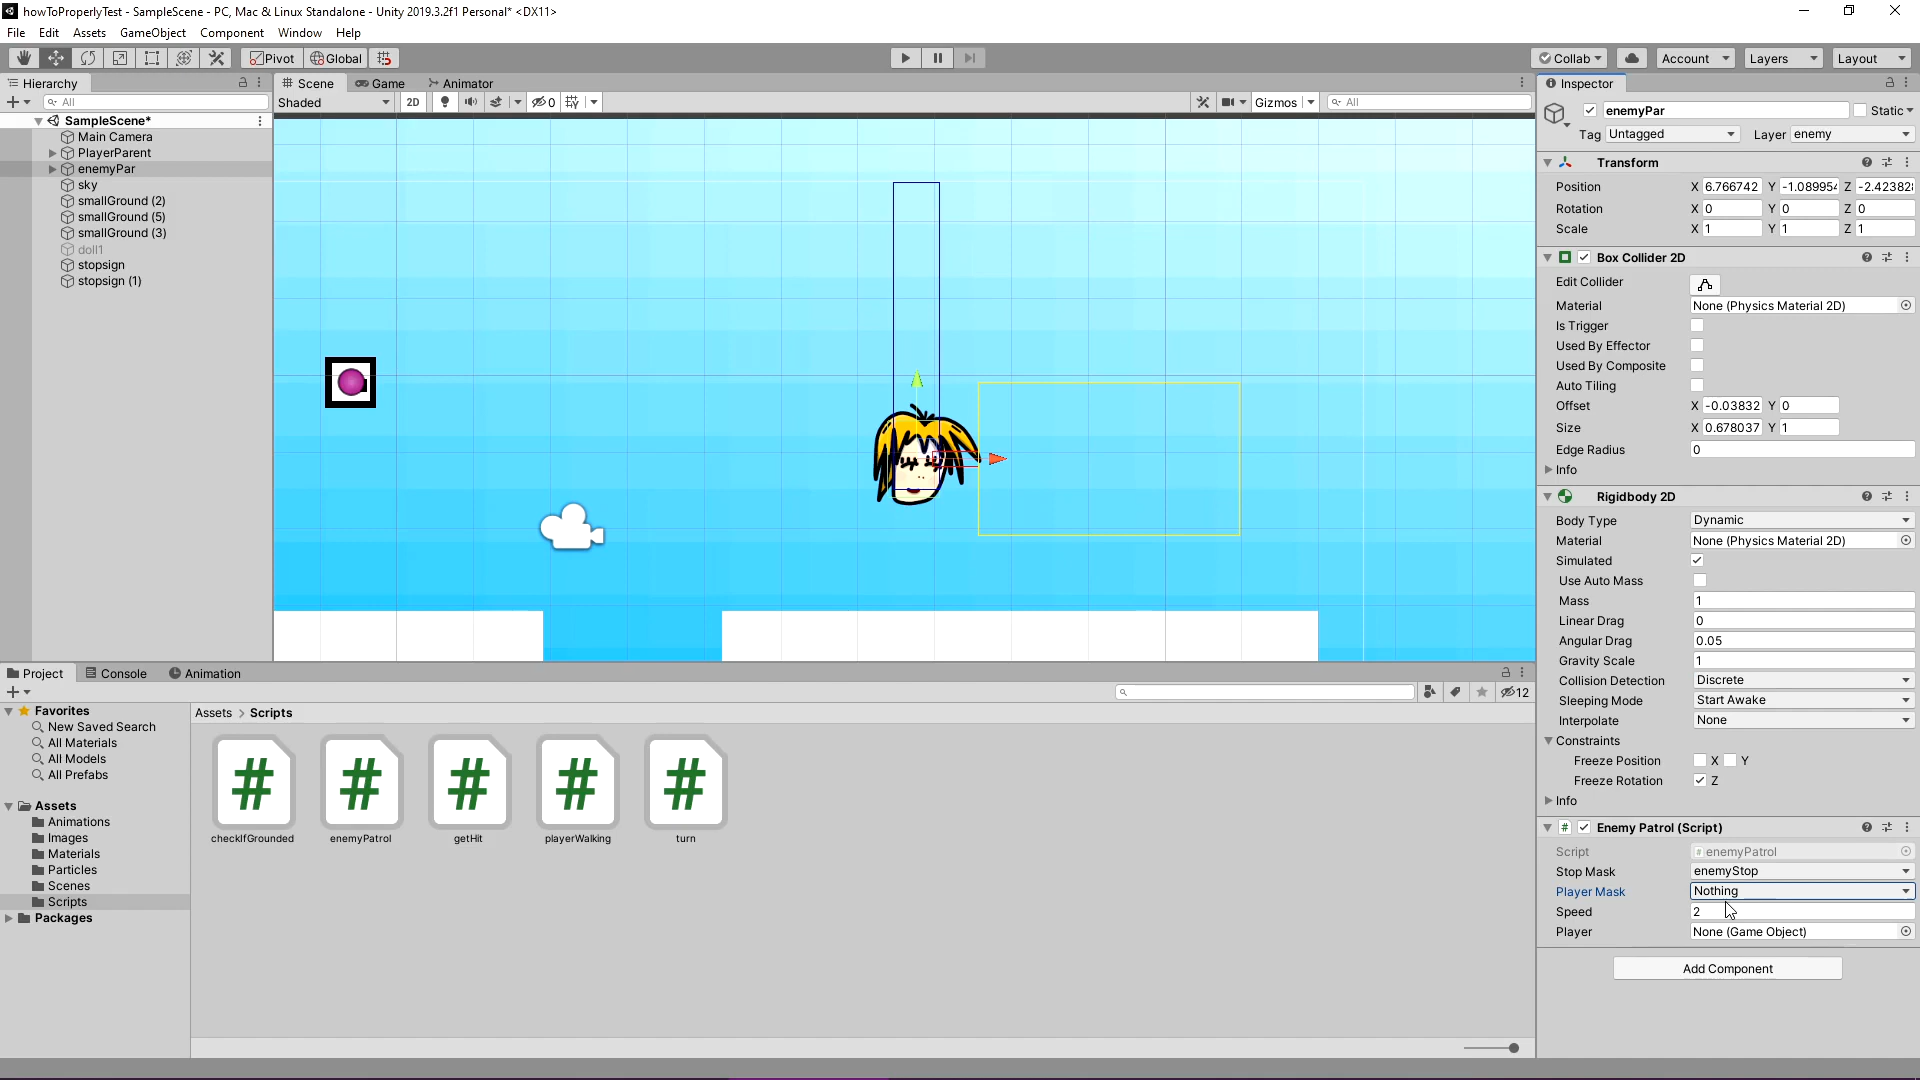 howToProperlyTest - SampleScene - PC, Mac & Linux Standalone - Unity 2019.3.2f1 Personal* <DX11>
File Edit Assets GameObject Component Window Help
Pivot Global Collab Account Layers Layout
Hierarchy
All
SampleScene*
Main Camera
PlayerParent
enemyPar
sky
smallGround (2)
smallGround (5)
smallGround (3)
doll1
stopsign
stopsign (1)
Scene Game Animator
Shaded 2D 0 Gizmos All
Inspector
enemyPar Static
Tag Untagged Layer enemy
Transform
Position X 6.766742 Y -1.089954 Z -2.423828
Rotation X 0 Y 0 Z 0
Scale X 1 Y 1 Z 1
Box Collider 2D
Edit Collider
Material None (Physics Material 2D)
Is Trigger
Used By Effector
Used By Composite
Auto Tiling
Offset X -0.03832 Y 0
Size X 0.678037 Y 1
Edge Radius 0
Info
Rigidbody 2D
Body Type Dynamic
Material None (Physics Material 2D)
Simulated
Use Auto Mass
Mass 1
Linear Drag 0
Angular Drag 0.05
Gravity Scale 1
Collision Detection Discrete
Sleeping Mode Start Awake
Interpolate None
Constraints
Freeze Position X Y
Freeze Rotation Z
Info
Enemy Patrol (Script)
Script enemyPatrol
Stop Mask enemyStop
Player Mask Nothing
Speed 2
Player None (Game Object)
Add Component
Project Console Animation
12
Favorites
New Saved Search
All Materials
All Models
All Prefabs
Assets
Animations
Images
Materials
Particles
Scenes
Scripts
Packages
Assets > Scripts
checkIfGrounded enemyPatrol getHit playerWalking turn